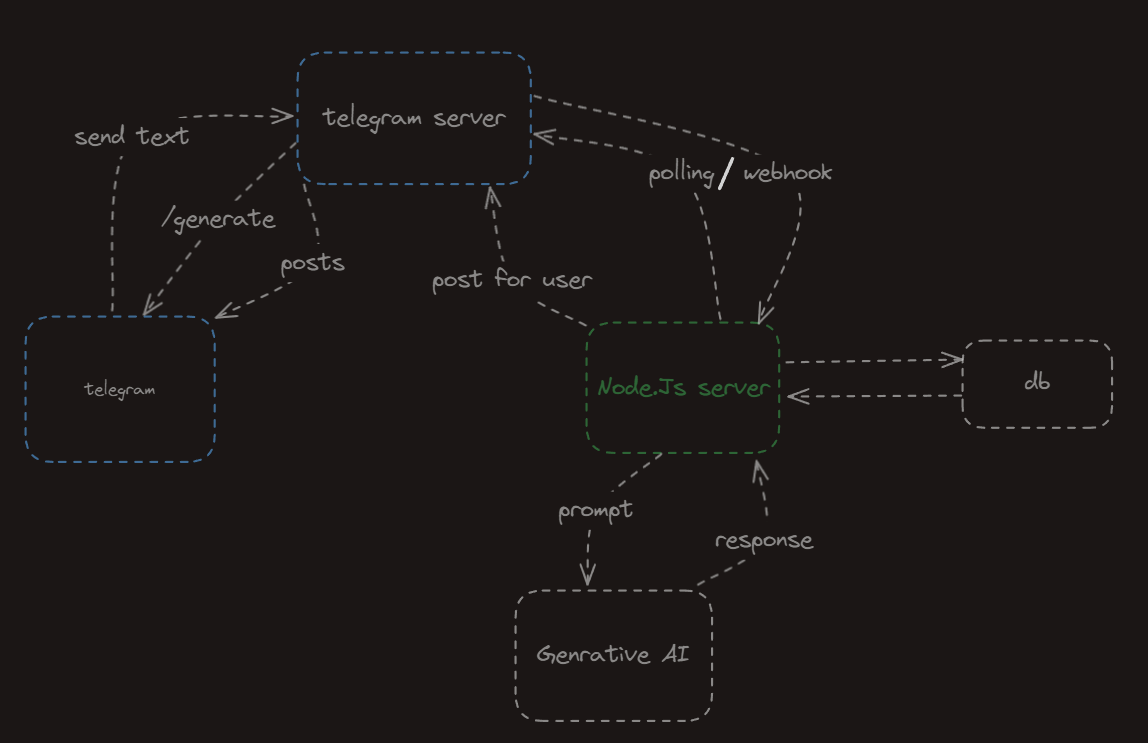 telegram server
send text
polling / webhook
/generate
posts
post for user
telegram
Node.Js server
db
prompt
response
Genrative AI